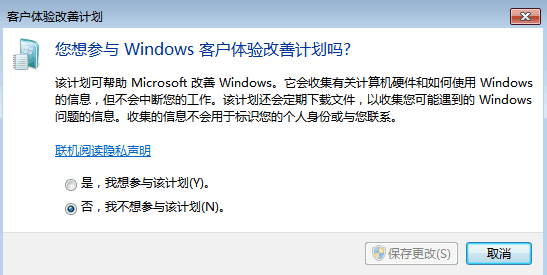 客户体验改善计划
您想参与 Windows 客户体验改善计划吗?
该计划可帮助 Microsoft 改善 Windows。它会收集有关计算机硬件和如何使用 Windows
的信息，但不会中断您的工作。该计划还会定期下载文件，以收集您可能遇到的 Windows
问题的信息。收集的信息不会用于标识您的个人身份或与您联系。
联机阅读隐私声明
是，我想参与该计划(Y)。
否，我不想参与该计划(N)。
保存更改(S)
取消